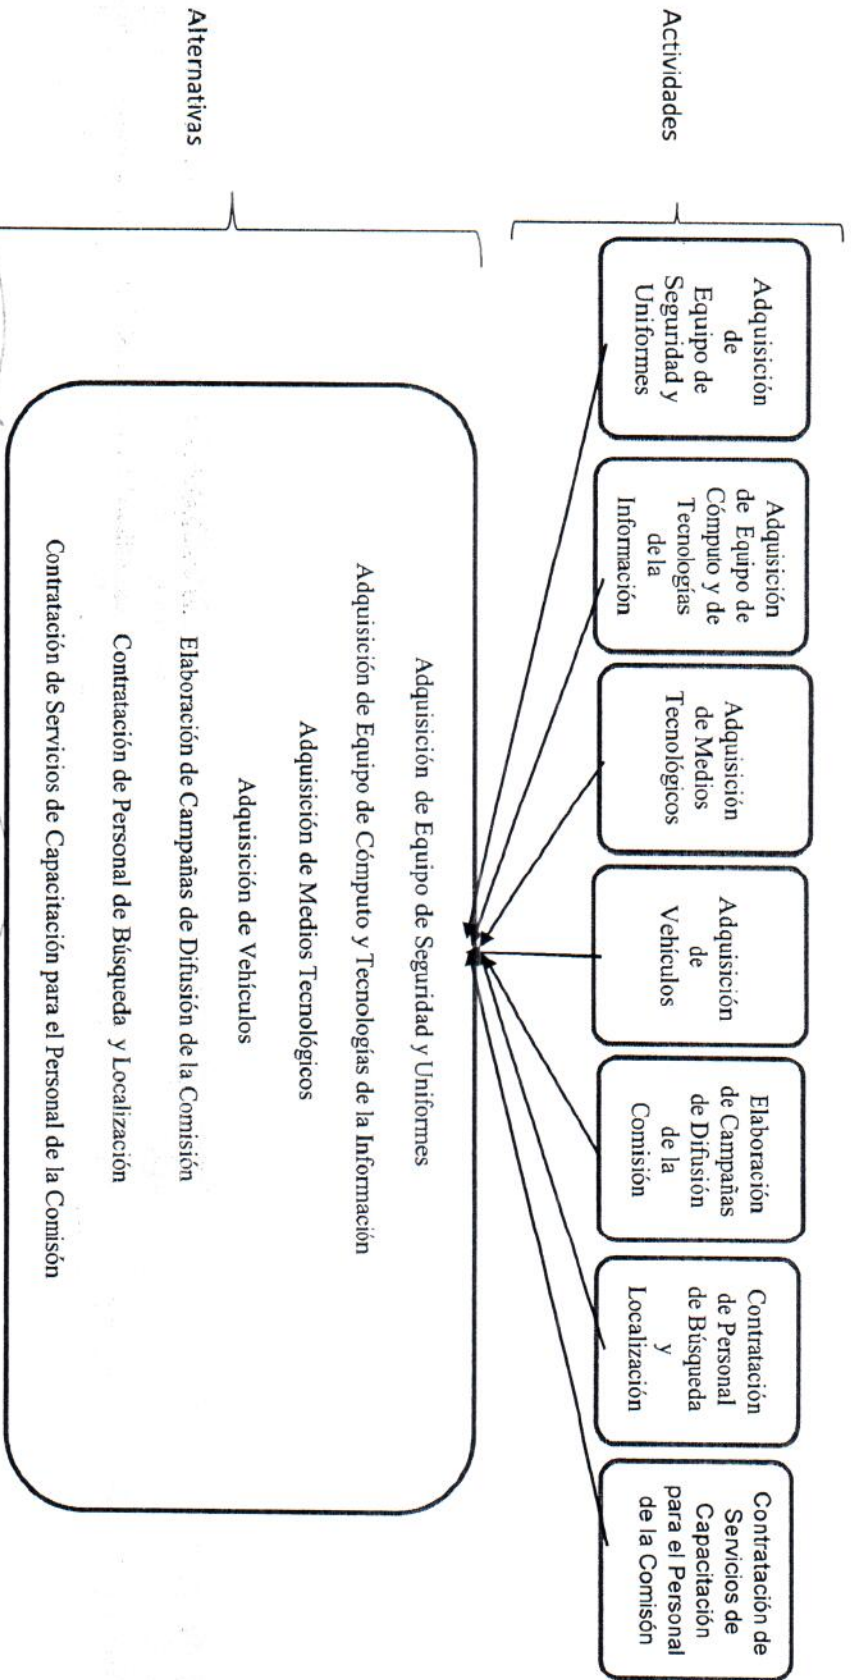 Actividades
Adquisición
de
Equipo de
Seguridad y
Uniformes
Adquisición
de Equipo de
Cómputo y de
Tecnologías
de la
Información
Adquisición
de Medios
Tecnológicos
Adquisición
de
Vehículos
Elaboración
de Campañas
de Difusión
de la
Comisión
Contratación
de Personal
de Búsqueda
y
Localización
Contratación de
Servicios de
Capacitación
para el Personal
de la Comisón
Alternativas
Adquisición de Equipo de Seguridad y Uniformes
Adquisición de Equipo de Cómputo y Tecnologías de la Información
Adquisición de Medios Tecnológicos
Adquisición de Vehículos
Elaboración de Campañas de Difusión de la Comisión
Contratación de Personal de Búsqueda y Localización
Contratación de Servicios de Capacitación para el Personal de la Comisón